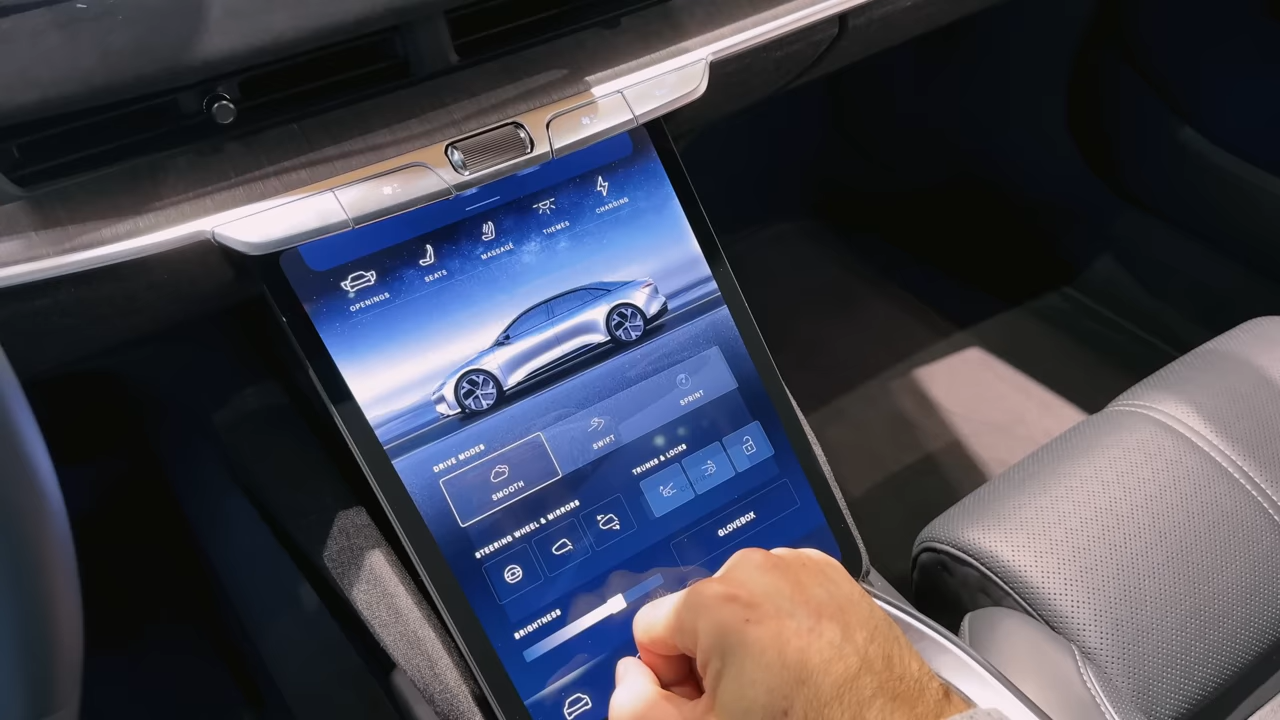 OPENINGS
SEATS
MASSAGE
THEMES
CHARGING
DRIVE MODES
SMOOTH
SWIFT
SPRINT
TRUNKS & LOCKS
STEERING WHEEL & MIRRORS
GLOVEBOX
BRIGHTNESS